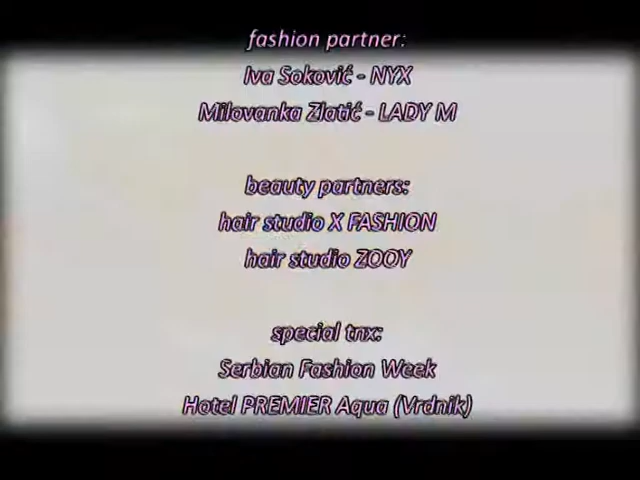 fashion partner:
Iva Soković - NYX
Milovanka Zlatić - LADY M
beauty partners:
hair studio X FASHION
hair studio ZOOY
special tnx:
Serbian Fashion Week
Hotel PREMIER Aqua (Vrdnik)